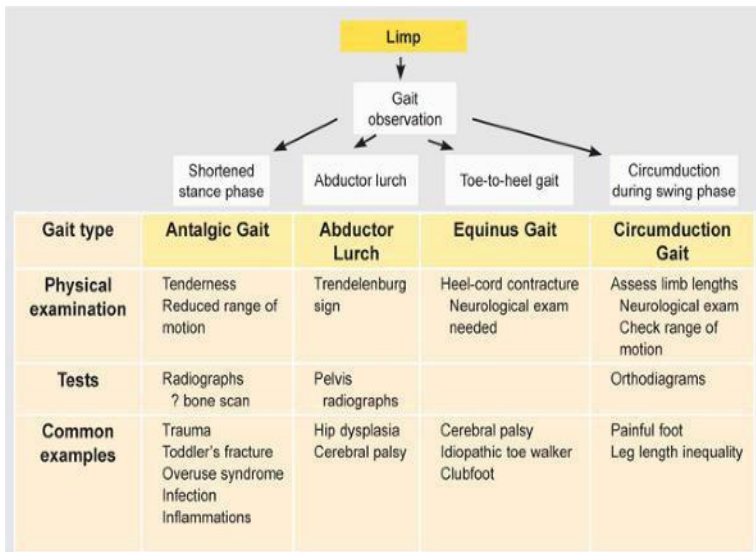 Limp
Gait
observation
Shortened
stance phase
Abductor lurch
Toe-to-heel gait
Circumduction
during swing phase
Gait type
Antalgic Gait
Abductor
Lurch
Equinus Gait
Circumduction
Gait
Physical
examination
Tenderness
Reduced range of
motion
Trendelenburg
sign
Heel-cord contracture
Neurological exam
needed
Assess limb lengths
Neurological exam
Check range of
motion
Tests
Radiographs
? bone scan
Pelvis
radiographs
Orthodiagrams
Common
examples
Trauma
Toddler's fracture
Overuse syndrome
Infection
Inflammations
Hip dysplasia
Cerebral palsy
Cerebral palsy
Idiopathic toe walker
Clubfoot
Painful foot
Leg length inequality